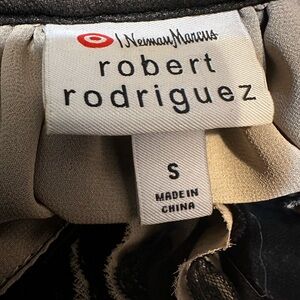 Neiman Marcus
robert
rodriguez
S
MADE IN
CHINA